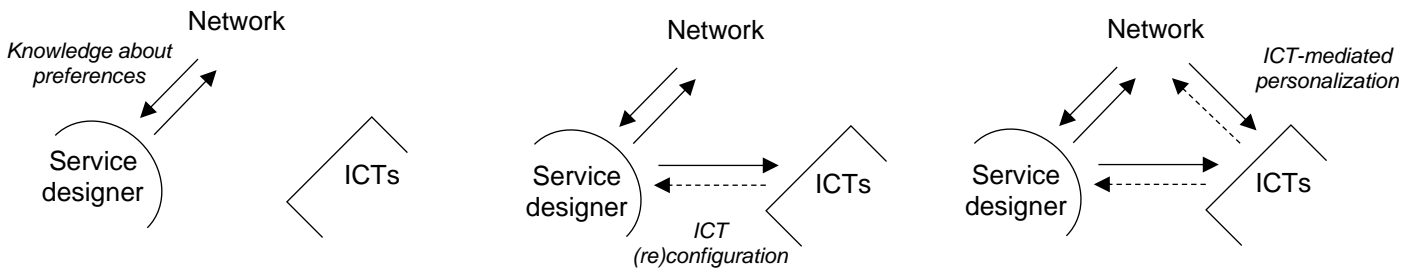 Network
Knowledge about
preferences
Service
designer
ICTs
Network
Service
designer
ICTs
ICT
(re)configuration
Network
ICT-mediated
personalization
Service
designer
ICTs